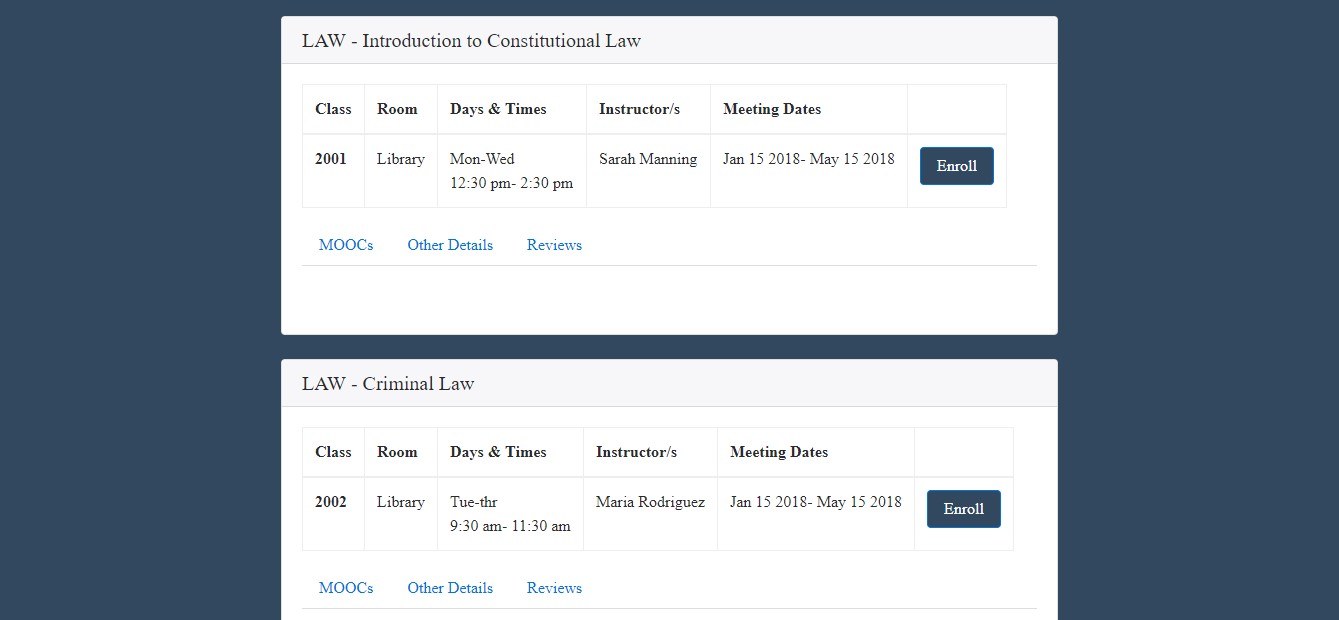 LAW - Introduction to Constitutional Law
Class Room Days & Times Instructor/s Meeting Dates
2001 Library Mon-Wed Sarah Manning Jan 15 2018- May 15 2018 Enroll
12:30 pm- 2:30 pm
MOOCs Other Details Reviews
LAW - Criminal Law
Class Room Days & Times Instructor/s Meeting Dates
2002 Library Tue-thr Maria Rodriguez Jan 15 2018- May 15 2018 Enroll
9:30 am- 11:30 am
MOOCs Other Details Reviews